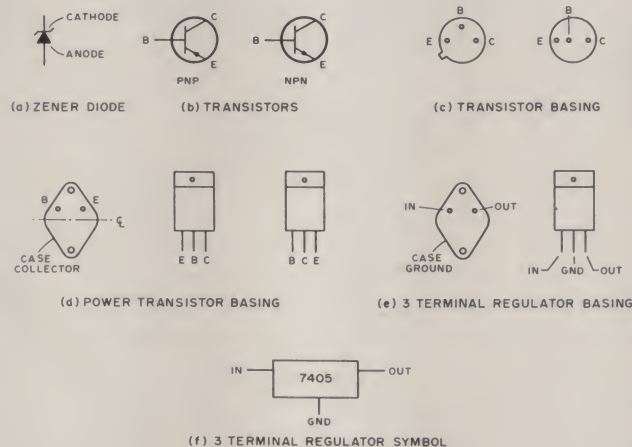 CATHODE
ANODE
(a) ZENER DIODE
B C E
PNP
B C E
NPN
(b) TRANSISTORS
B
E C
B
E C
(c) TRANSISTOR BASING
B E
℄
CASE
COLLECTOR
E B C
B C E
(d) POWER TRANSISTOR BASING
IN OUT
CASE
GROUND
IN GND OUT
(e) 3 TERMINAL REGULATOR BASING
IN 7405 OUT
GND
(f) 3 TERMINAL REGULATOR SYMBOL